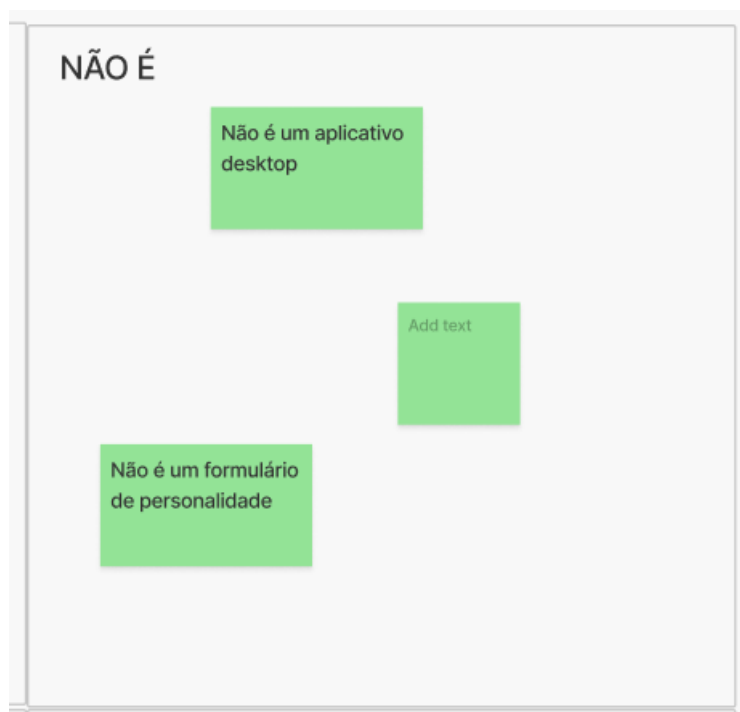 NÃO É
Não é um aplicativo
desktop
Add text
Não é um formulário
de personalidade